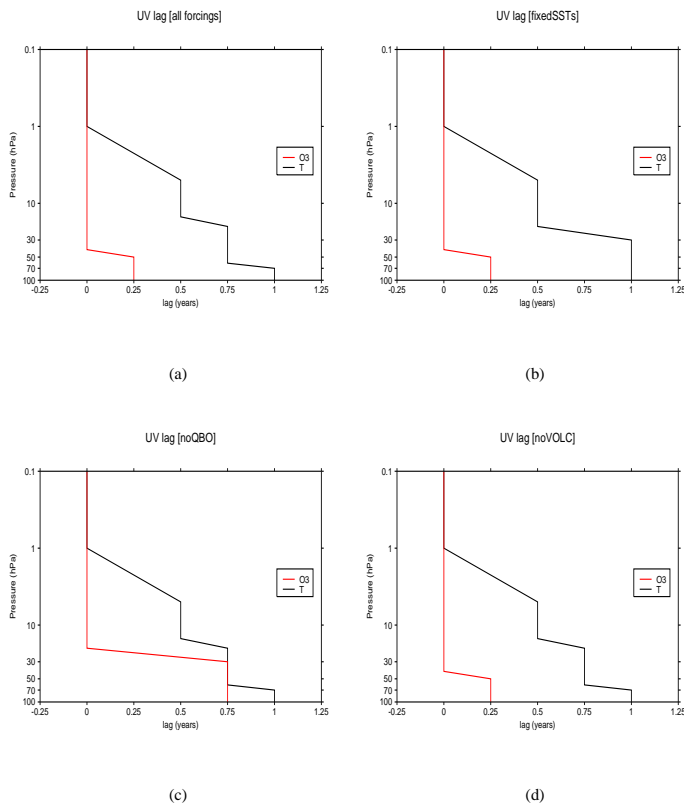 UV lag [all forcings]
0.1
1
10
30
50
70
100
Pressure (hPa)
-0.25 0 0.25 0.5 0.75 1 1.25
lag (years)
O3
T
(a)
UV lag [fixedSSTs]
0.1
1
10
30
50
70
100
Pressure (hPa)
-0.25 0 0.25 0.5 0.75 1 1.25
lag (years)
O3
T
(b)
UV lag [noQBO]
0.1
1
10
30
50
70
100
Pressure (hPa)
-0.25 0 0.25 0.5 0.75 1 1.25
lag (years)
O3
T
(c)
UV lag [noVOLC]
0.1
1
10
30
50
70
100
Pressure (hPa)
-0.25 0 0.25 0.5 0.75 1 1.25
lag (years)
O3
T
(d)